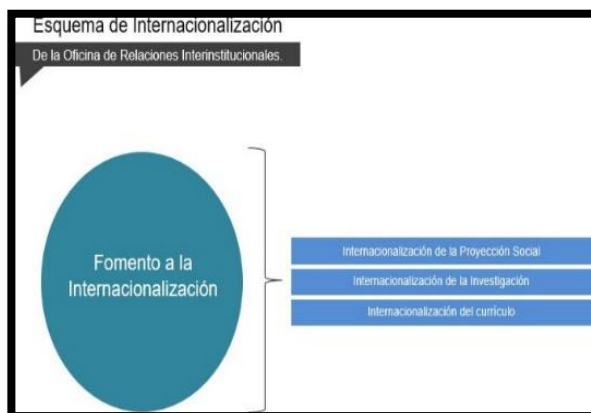 Esquema de Internacionalización
De la Oficina de Relaciones Interinstitucionales.
Fomento a la
Internacionalización
Internacionalización de la Proyección Social
Internacionalización de la Investigación
Internacionalización del currículo